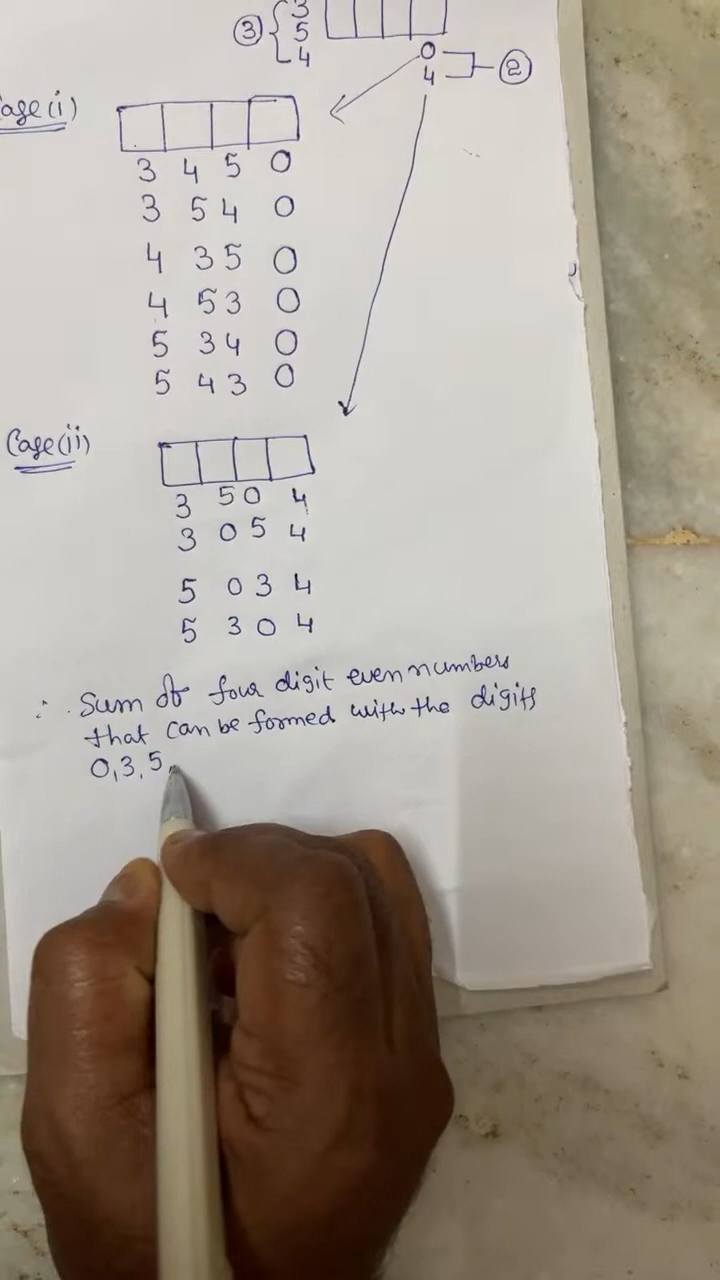 3
③ 5
4
0
4 ②
Case(i)
3 4 5 0
3 5 4 0
4 3 5 0
4 5 3 0
5 3 4 0
5 4 3 0
Case(ii)
3 5 0 4
3 0 5 4
5 0 3 4
5 3 0 4
∴ Sum of four digit even numbers
that can be formed with the digits
0, 3, 5,